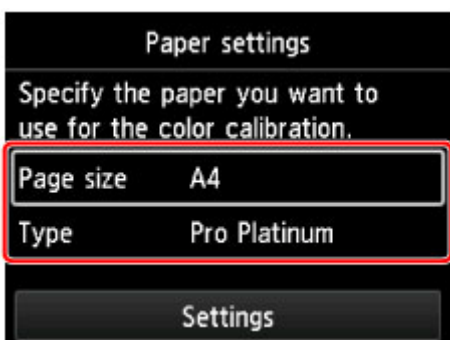 Paper settings
Specify the paper you want to
use for the color calibration.
Page size A4
Type Pro Platinum
Settings